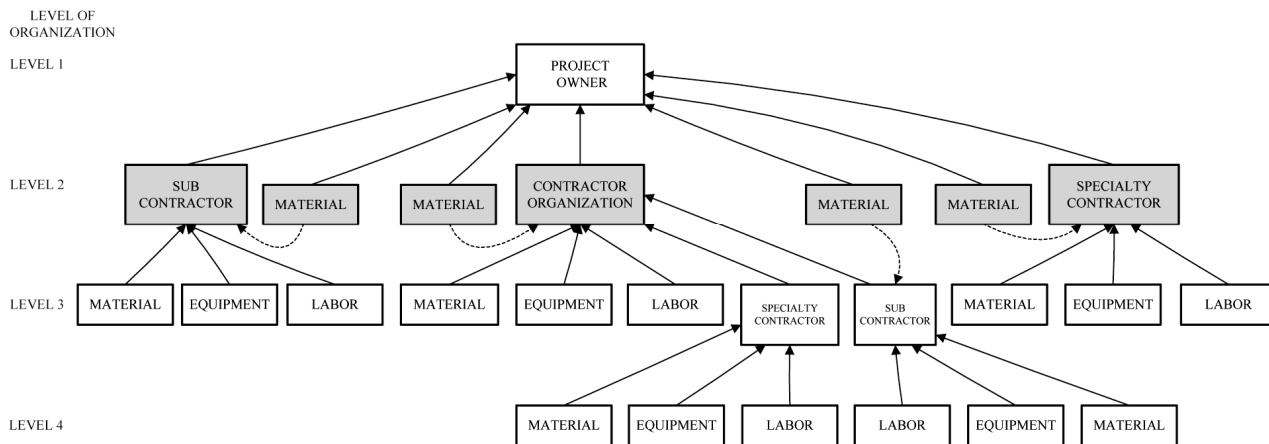 LEVEL OF
ORGANIZATION
LEVEL 1
PROJECT
OWNER
LEVEL 2
SUB
CONTRACTOR
MATERIAL
MATERIAL
CONTRACTOR
ORGANIZATION
MATERIAL
MATERIAL
SPECIALTY
CONTRACTOR
LEVEL 3
MATERIAL
EQUIPMENT
LABOR
MATERIAL
EQUIPMENT
LABOR
SPECIALTY
CONTRACTOR
SUB
CONTRACTOR
MATERIAL
EQUIPMENT
LABOR
LEVEL 4
MATERIAL
EQUIPMENT
LABOR
LABOR
EQUIPMENT
MATERIAL